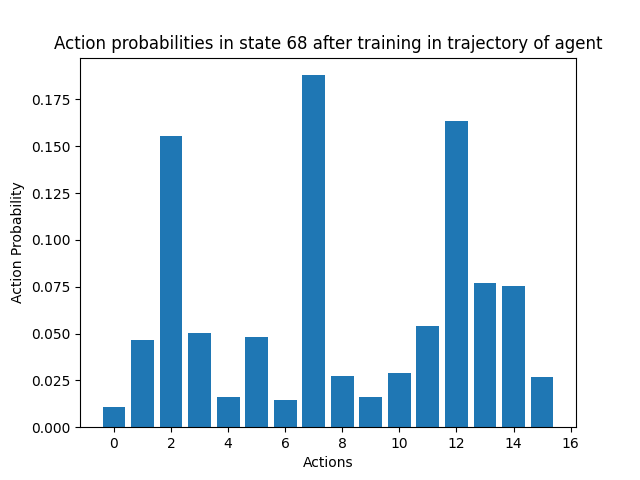 Action probabilities in state 68 after training in trajectory of agent
0.175
0.150
0.125
0.100
0.075
0.050
0.025
0.000
Action Probability
0 2 4 6 8 10 12 14 16
Actions